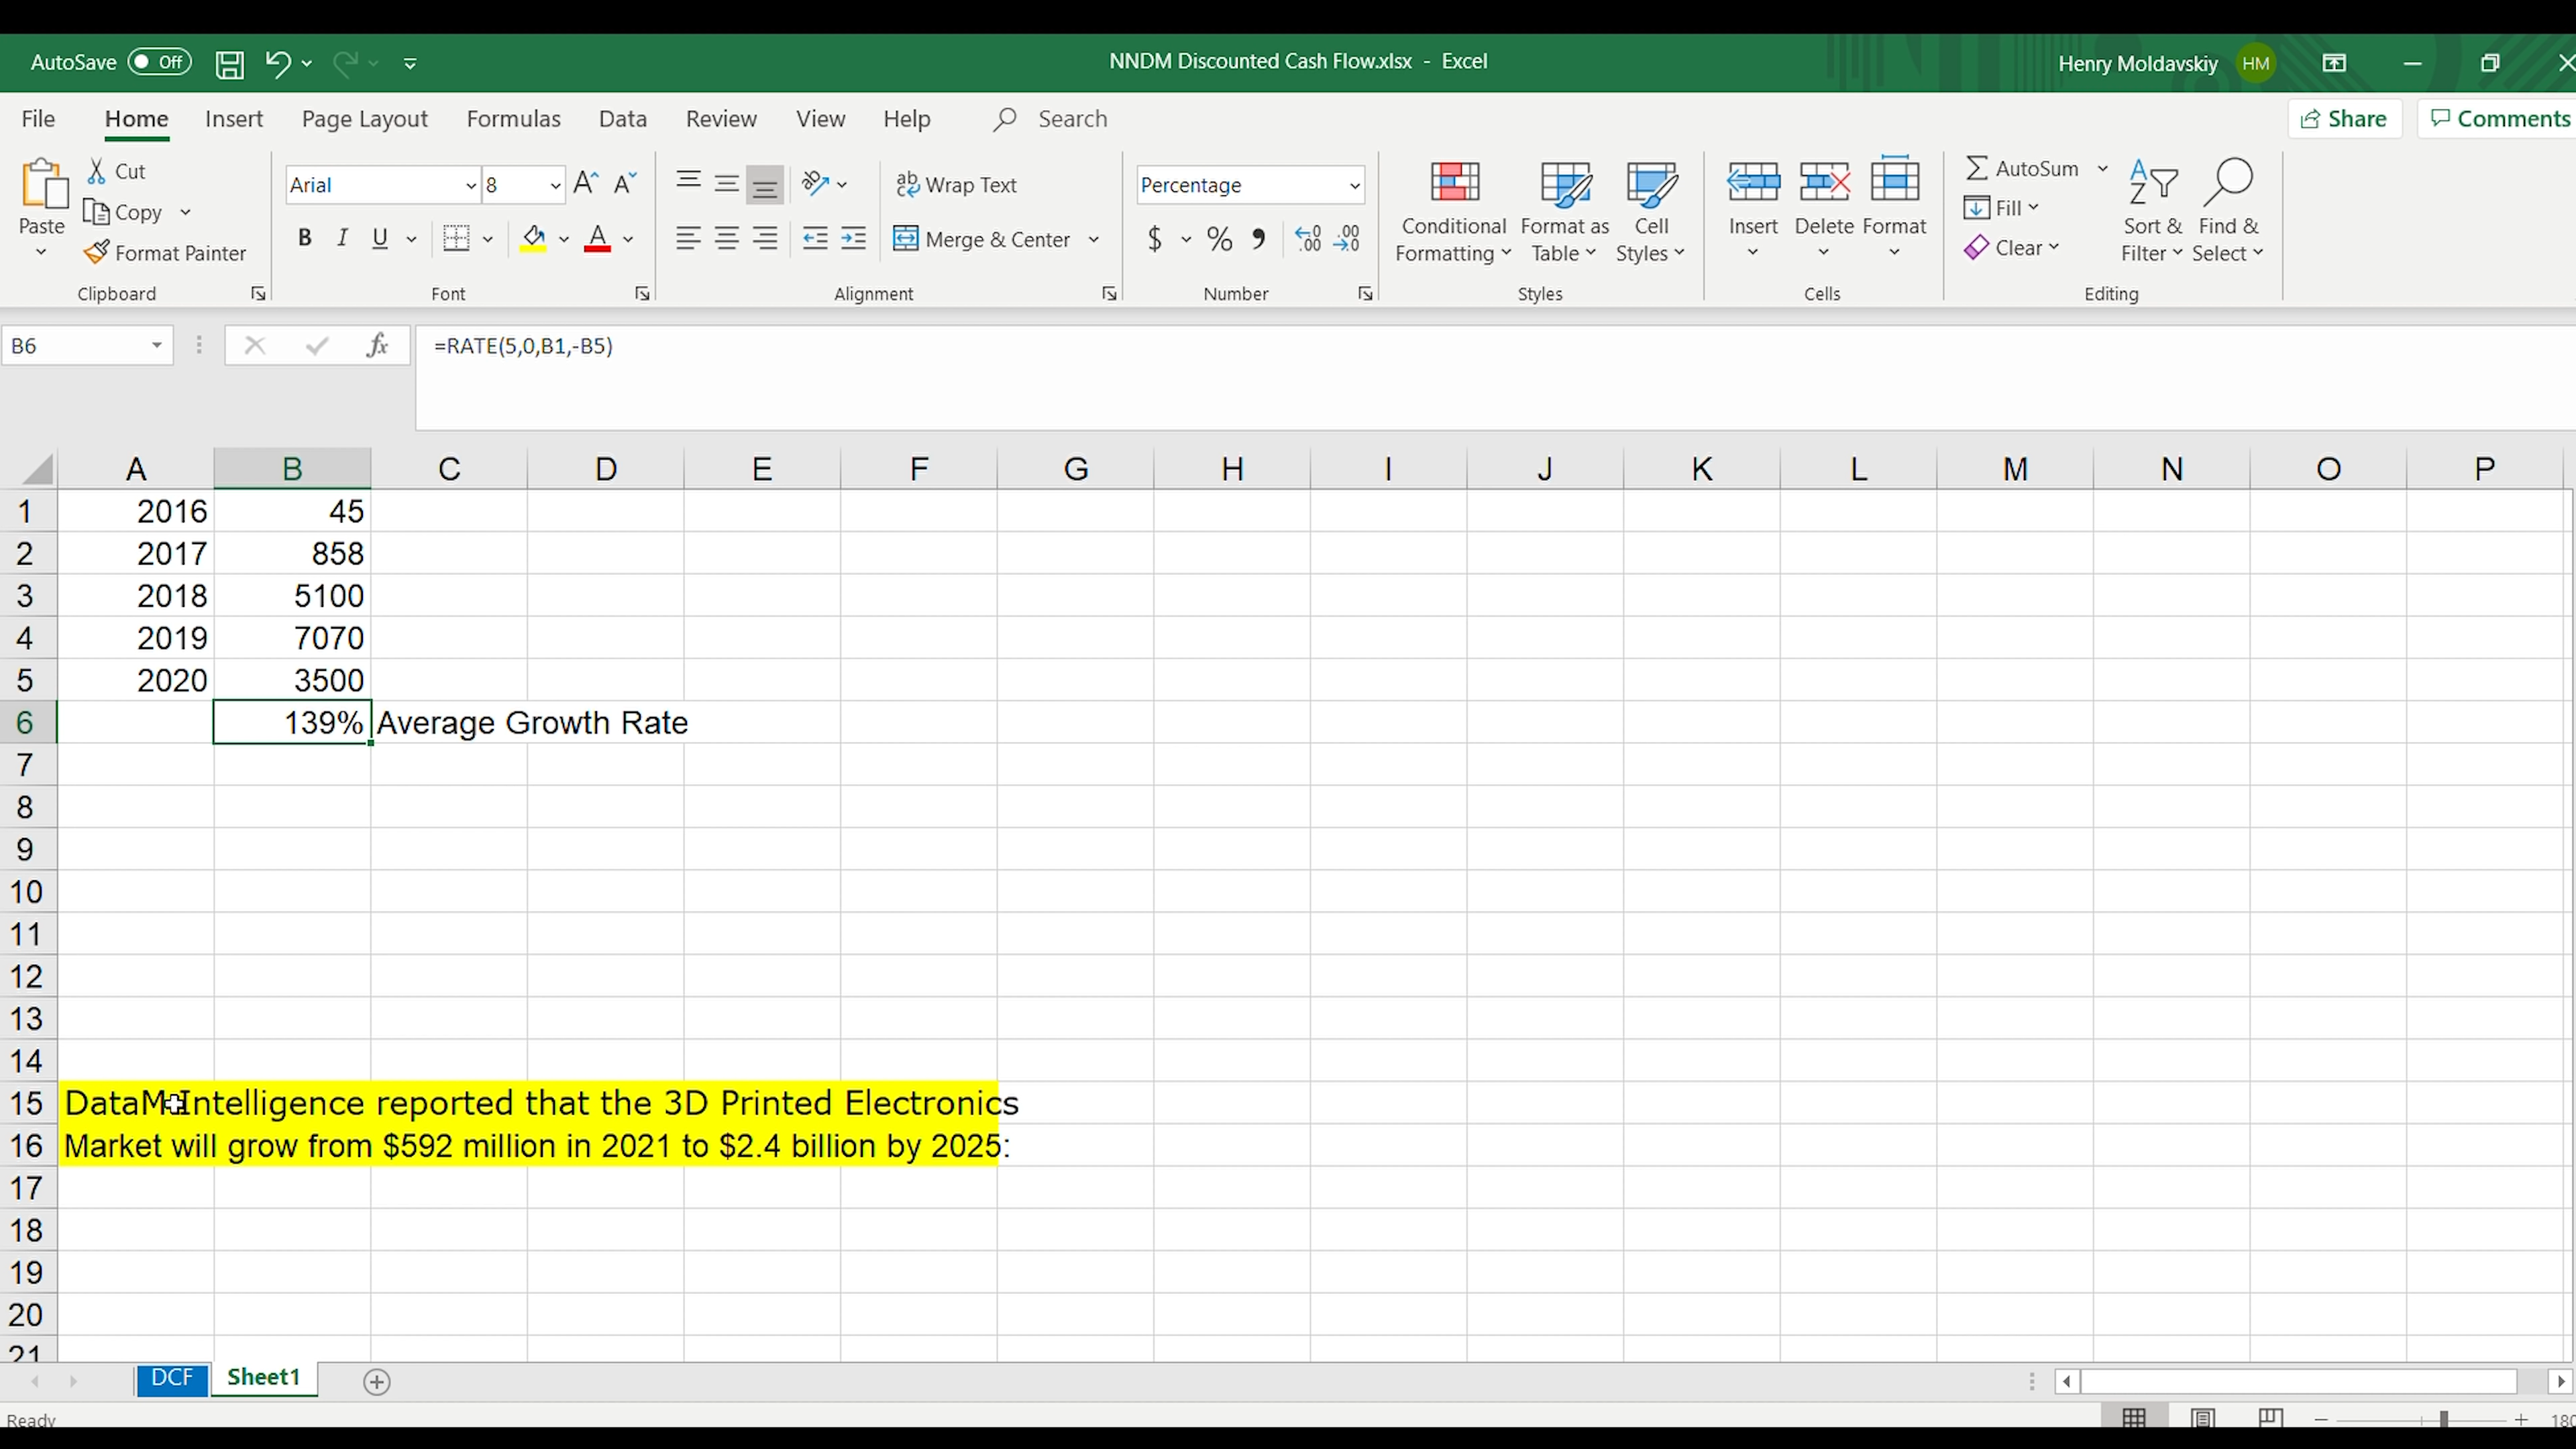 AutoSave Off NNDM Discounted Cash Flow.xlsx - Excel Henry Moldavskiy HM
File Home Insert Page Layout Formulas Data Review View Help Search Share Comments
Paste Cut Copy Format Painter Clipboard
Arial 8 B I U Font
Wrap Text Merge & Center Alignment
Percentage $ % Number
Conditional Formatting Format as Table Cell Styles Styles
Insert Delete Format Cells
AutoSum Fill Clear Sort & Filter Find & Select Editing
B6 fx =RATE(5,0,B1,-B5)
A B C D E F G H I J K L M N O P
1 2016 45
2 2017 858
3 2018 5100
4 2019 7070
5 2020 3500
6 139% Average Growth Rate
7
8
9
10
11
12
13
14
15 DataM Intelligence reported that the 3D Printed Electronics
16 Market will grow from $592 million in 2021 to $2.4 billion by 2025:
17
18
19
20
21
DCF Sheet1
Ready